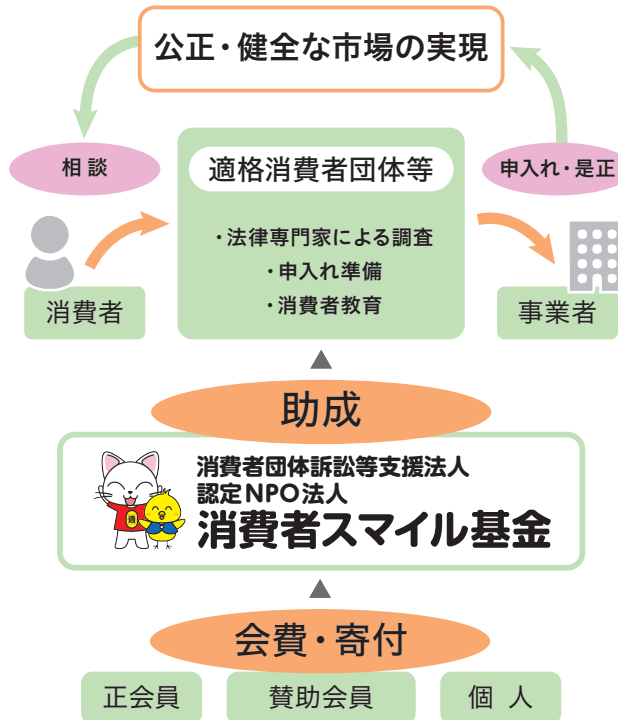 公正・健全な市場の実現
相談
適格消費者団体等
申入れ・是正
・法律専門家による調査
・申入れ準備
・消費者教育
消費者
事業者
助成
消費者団体訴訟等支援法人
認定NPO法人
消費者スマイル基金
適
会費・寄付
正会員
賛助会員
個 人